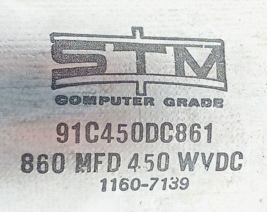 STM
COMPUTER GRADE
91C450DC861
860 MFD 450 WVDC
1160-7139